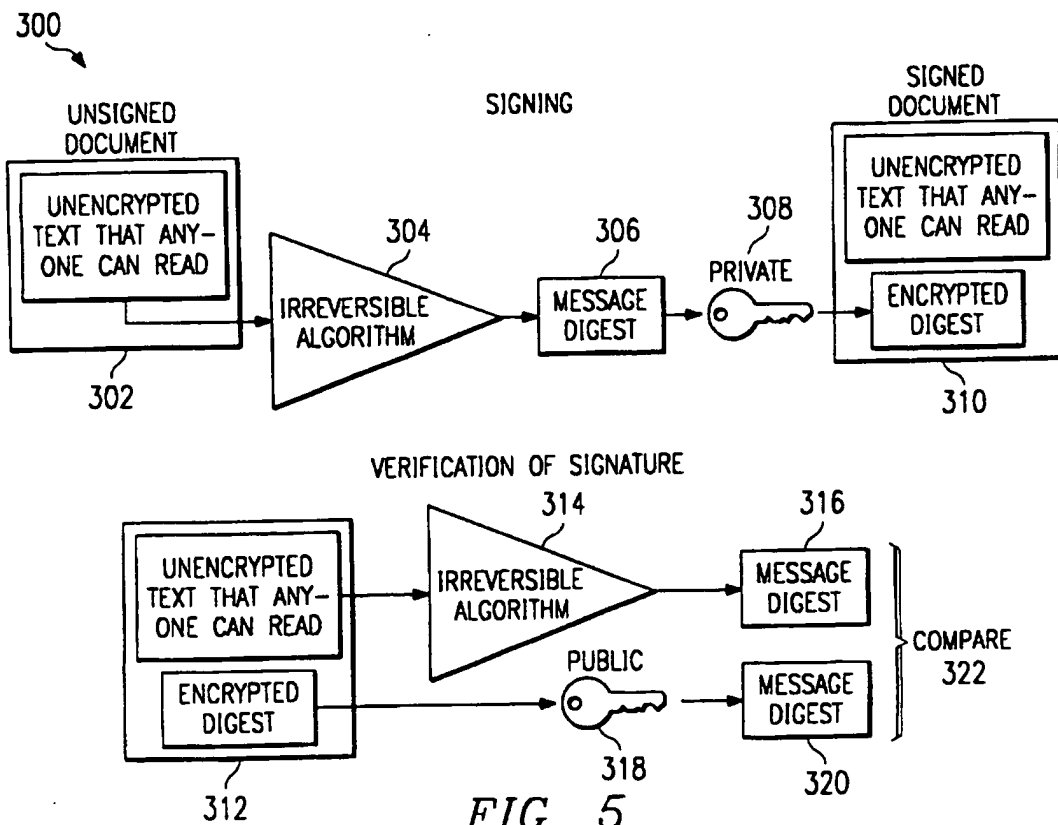 300
SIGNING
UNSIGNED
DOCUMENT
UNENCRYPTED
TEXT THAT ANY-
ONE CAN READ
302
304
IRREVERSIBLE
ALGORITHM
306
MESSAGE
DIGEST
308
PRIVATE
SIGNED
DOCUMENT
UNENCRYPTED
TEXT THAT ANY-
ONE CAN READ
ENCRYPTED
DIGEST
310
VERIFICATION OF SIGNATURE
UNENCRYPTED
TEXT THAT ANY-
ONE CAN READ
ENCRYPTED
DIGEST
312
314
IRREVERSIBLE
ALGORITHM
316
MESSAGE
DIGEST
PUBLIC
318
MESSAGE
DIGEST
320
COMPARE
322
FIG. 5